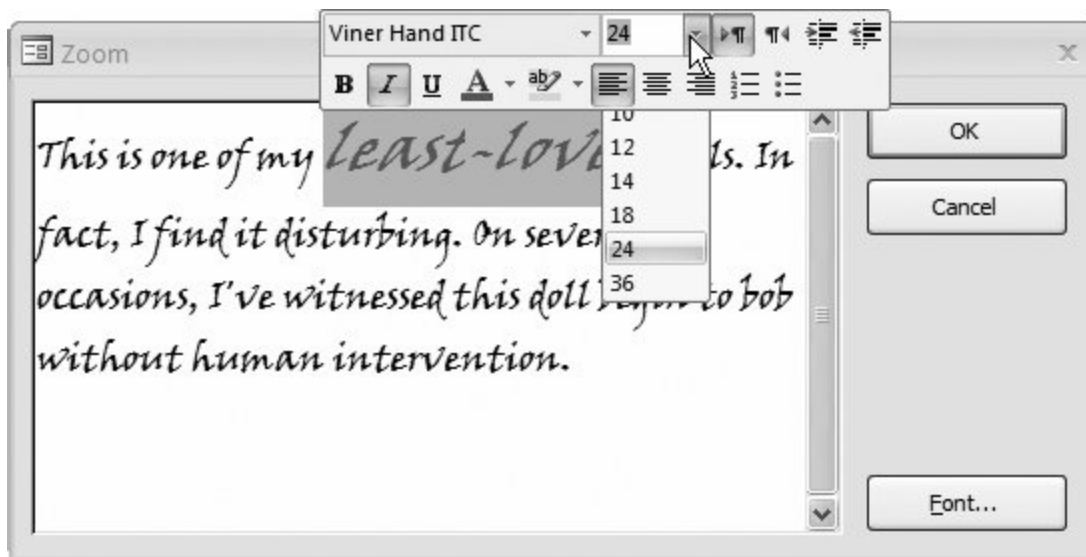 Viner Hand ITC 24
Zoom
B I U A ab
10
12
14
18
24
36
This is one of my least-lov ls. In
fact, I find it disturbing. On seve
occasions, I've witnessed this doll to bob
without human intervention.
OK
Cancel
Font...